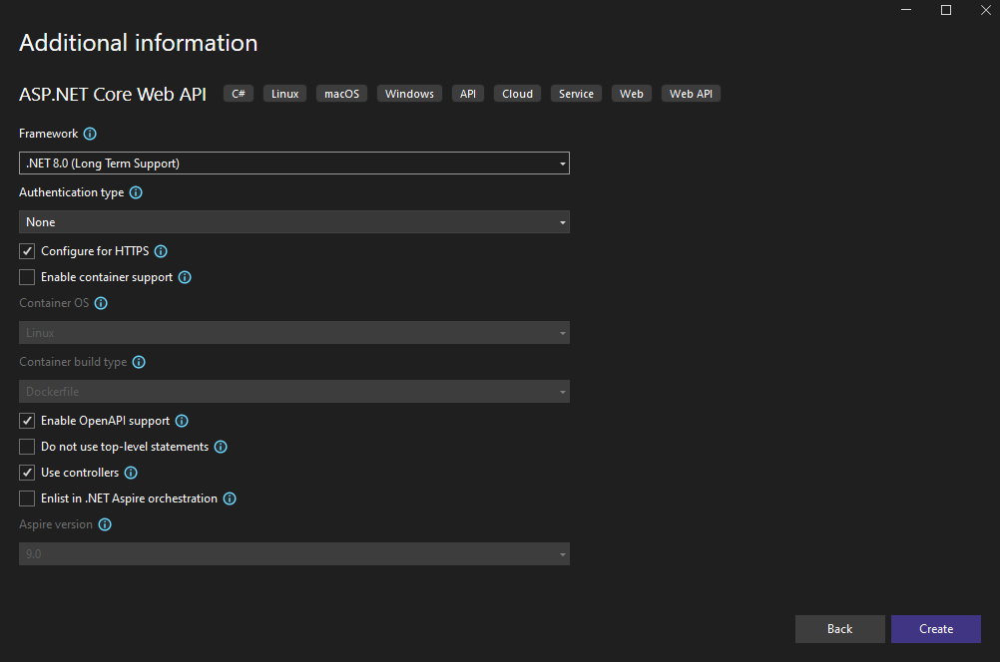 Additional information
ASP.NET Core Web API C# Linux macOS Windows API Cloud Service Web Web API
Framework
.NET 8.0 (Long Term Support)
Authentication type
None
Configure for HTTPS
Enable container support
Container OS
Linux
Container build type
Dockerfile
Enable OpenAPI support
Do not use top-level statements
Use controllers
Enlist in .NET Aspire orchestration
Aspire version
9.0
Back Create